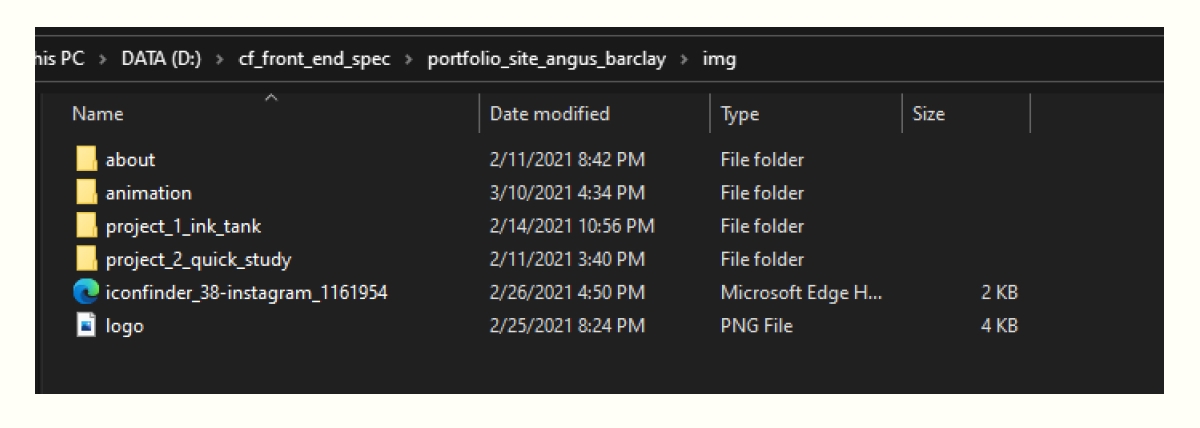 his PC > DATA (D:) > cf_front_end_spec > portfolio_site_angus_barclay > img
Name Date modified Type Size
about 2/11/2021 8:42 PM File folder
animation 3/10/2021 4:34 PM File folder
project_1_ink_tank 2/14/2021 10:56 PM File folder
project_2_quick_study 2/11/2021 3:40 PM File folder
iconfinder_38-instagram_1161954 2/26/2021 4:50 PM Microsoft Edge H... 2 KB
logo 2/25/2021 8:24 PM PNG File 4 KB